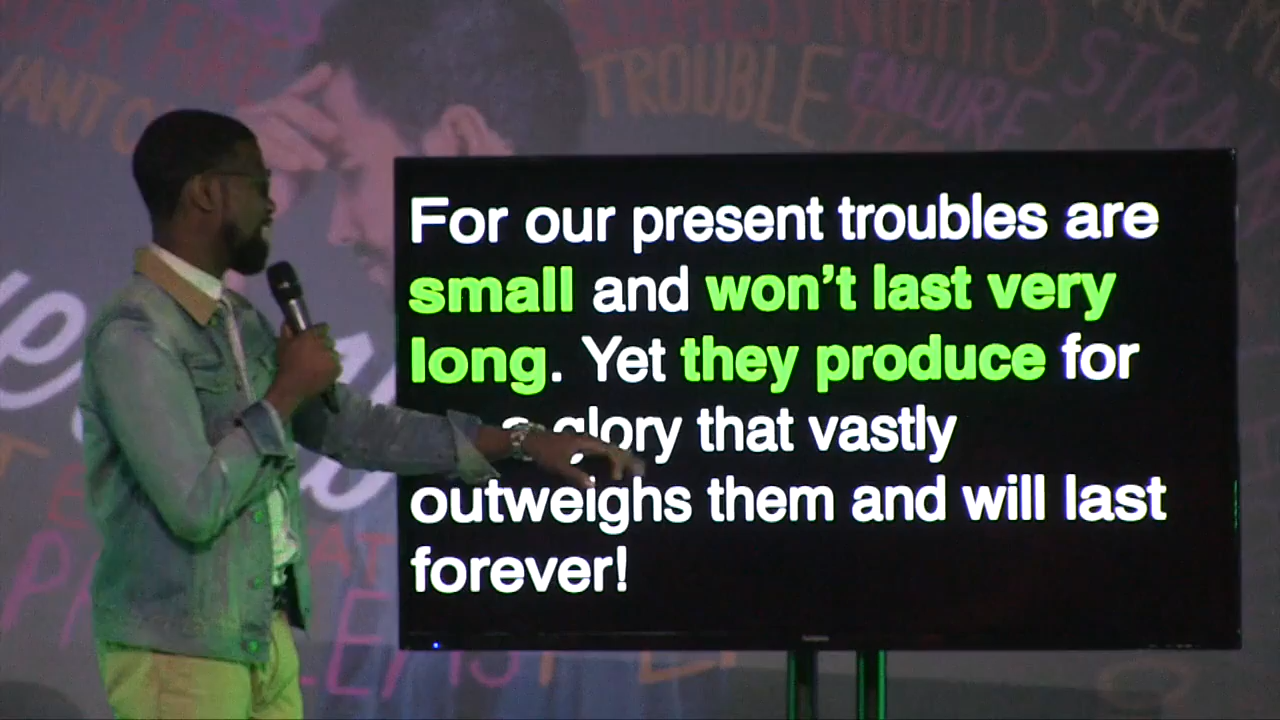 TROUBLE
For our present troubles are
small and won't last very
long. Yet they produce for
a glory that vastly
outweighs them and will last
forever!